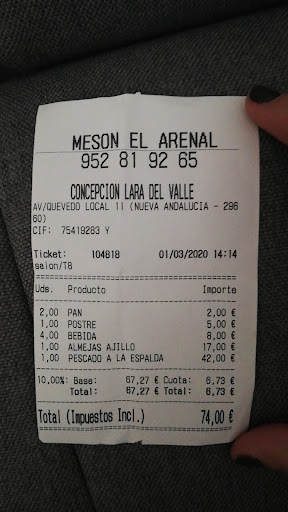 MESON EL ARENAL
952 81 92 65
CONCEPCION LARA DEL VALLE
AV/QUEVEDO LOCAL 11 (NUEVA ANDALUCIA - 296
60)
CIF: 75419283 Y
Ticket: 104818 01/03/2020 14:14
salon/T8
Uds. Producto Importe
2,00 PAN 2,00 €
1,00 POSTRE 5,00 €
4,00 BEBIDA 8,00 €
1,00 ALMEJAS AJILLO 17,00 €
1,00 PESCADO A LA ESPALDA 42,00 €
10,00% Base: 67,27 € Cuota: 6,73 €
Total: 67,27 € Total: 6,73 €
Total (Impuestos Incl.) 74,00 €